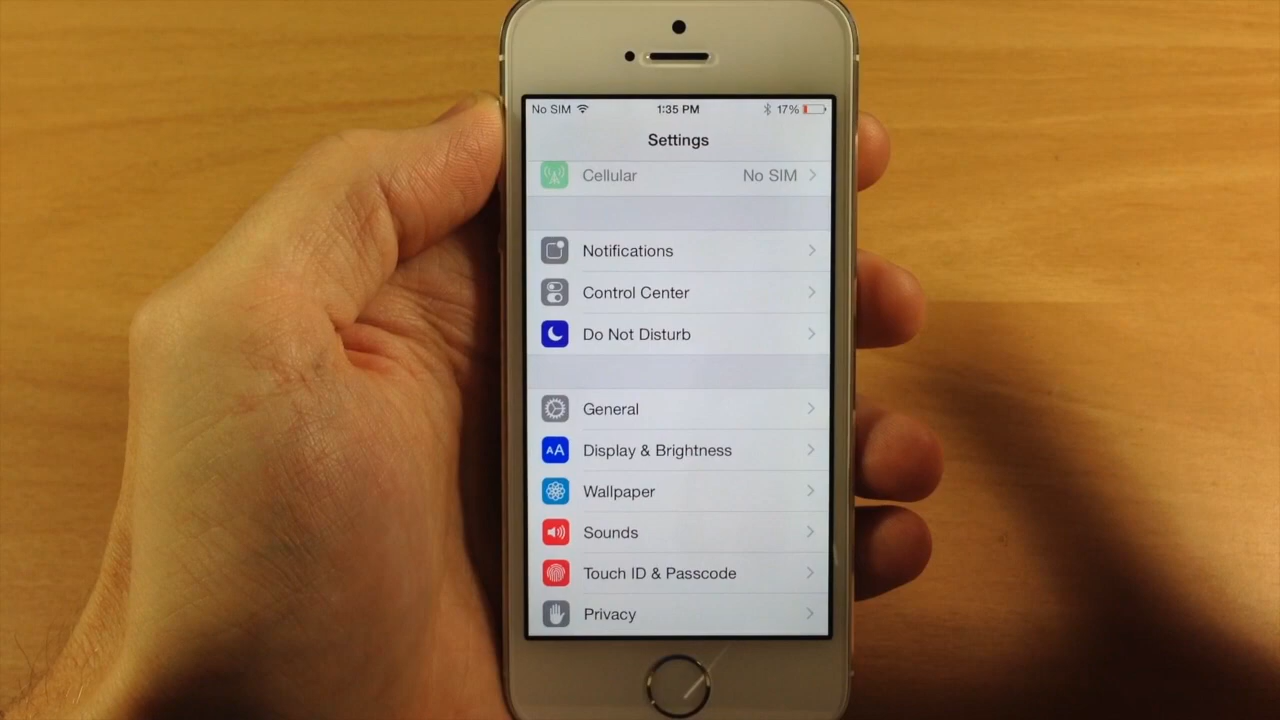 No SIM 1:35 PM 17%
Settings
Cellular No SIM
Notifications
Control Center
Do Not Disturb
General
AA Display & Brightness
Wallpaper
Sounds
Touch ID & Passcode
Privacy